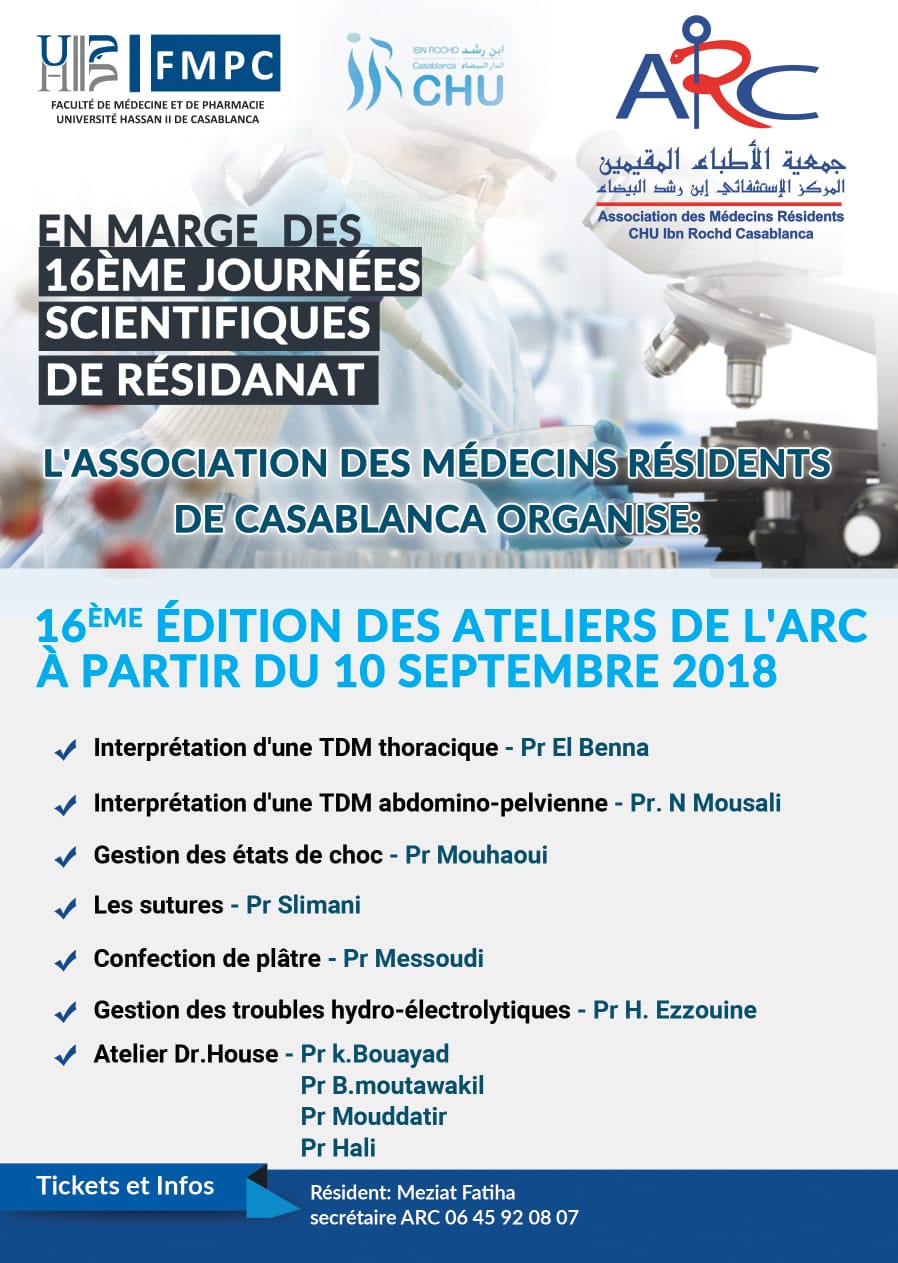 UH2C FMPC
FACULTÉ DE MÉDECINE ET DE PHARMACIE
UNIVERSITÉ HASSAN II DE CASABLANCA
IBN ROCHD ابن رشد
Casablanca الدار البيضاء
CHU
ARC
جمعية الأطباء المقيمين
المركز الإستشفائي إبن رشد البيضاء
Association des Médecins Résidents
CHU Ibn Rochd Casablanca
EN MARGE DES
16ÈME JOURNÉES
SCIENTIFIQUES
DE RÉSIDANAT
L'ASSOCIATION DES MÉDECINS RÉSIDENTS
DE CASABLANCA ORGANISE:
16ÈME ÉDITION DES ATELIERS DE L'ARC
À PARTIR DU 10 SEPTEMBRE 2018
Interprétation d'une TDM thoracique - Pr El Benna
Interprétation d'une TDM abdomino-pelvienne - Pr. N Mousali
Gestion des états de choc - Pr Mouhaoui
Les sutures - Pr Slimani
Confection de plâtre - Pr Messoudi
Gestion des troubles hydro-électrolytiques - Pr H. Ezzouine
Atelier Dr.House - Pr k.Bouayad
Pr B.moutawakil
Pr Mouddatir
Pr Hali
Tickets et Infos
Résident: Meziat Fatiha
secrétaire ARC 06 45 92 08 07